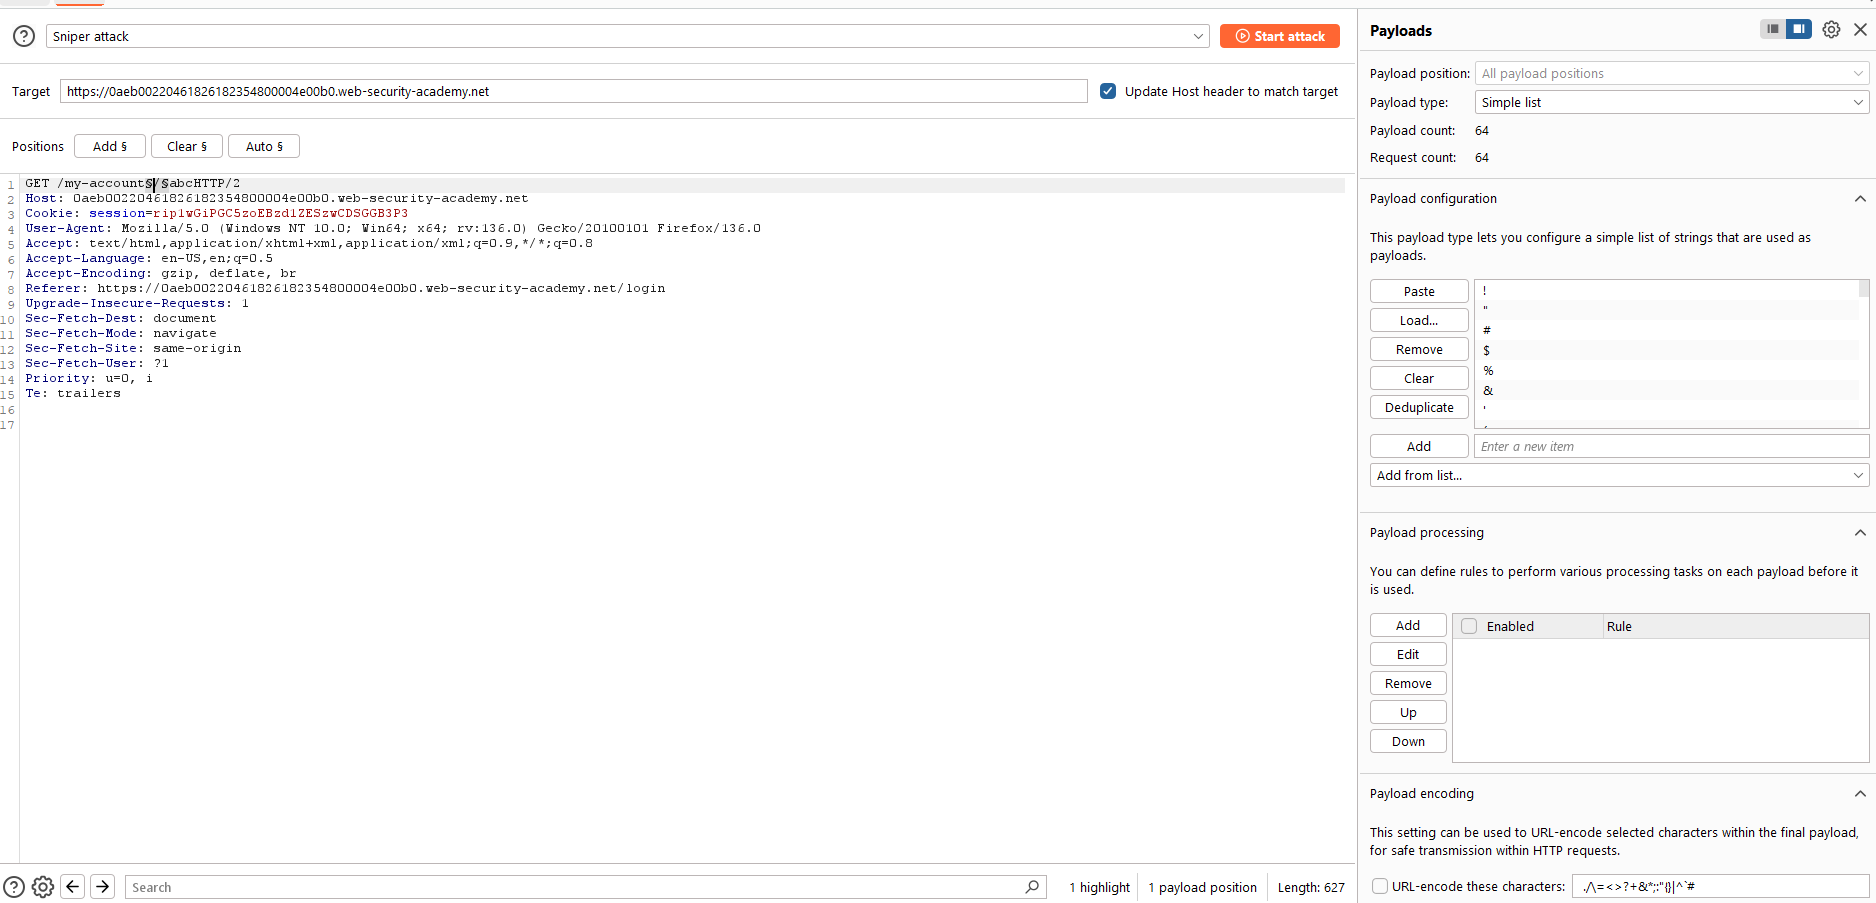 Sniper attack
Start attack
Target
https://0aeb00220461826182354800004e00b0.web-security-academy.net
Update Host header to match target
Positions
Add §
Clear §
Auto §
1 GET /my-account§/§abcHTTP/2
2 Host: 0aeb00220461826182354800004e00b0.web-security-academy.net
3 Cookie: session=rip1wGiPGC5zoEBzd1ZESzwCDSGGB3P3
4 User-Agent: Mozilla/5.0 (Windows NT 10.0; Win64; x64; rv:136.0) Gecko/20100101 Firefox/136.0
5 Accept: text/html,application/xhtml+xml,application/xml;q=0.9,*/*;q=0.8
6 Accept-Language: en-US,en;q=0.5
7 Accept-Encoding: gzip, deflate, br
8 Referer: https://0aeb00220461826182354800004e00b0.web-security-academy.net/login
9 Upgrade-Insecure-Requests: 1
10 Sec-Fetch-Dest: document
11 Sec-Fetch-Mode: navigate
12 Sec-Fetch-Site: same-origin
13 Sec-Fetch-User: ?1
14 Priority: u=0, i
15 Te: trailers
16
17
Search
1 highlight
1 payload position
Length: 627
Payloads
Payload position: All payload positions
Payload type: Simple list
Payload count: 64
Request count: 64
Payload configuration
This payload type lets you configure a simple list of strings that are used as
payloads.
Paste
Load...
Remove
Clear
Deduplicate
!
"
#
$
%
&
'
Add
Enter a new item
Add from list...
Payload processing
You can define rules to perform various processing tasks on each payload before it
is used.
Add
Edit
Remove
Up
Down
Enabled
Rule
Payload encoding
This setting can be used to URL-encode selected characters within the final payload,
for safe transmission within HTTP requests.
URL-encode these characters: ./\=<>?+&*;:"{}|^`#